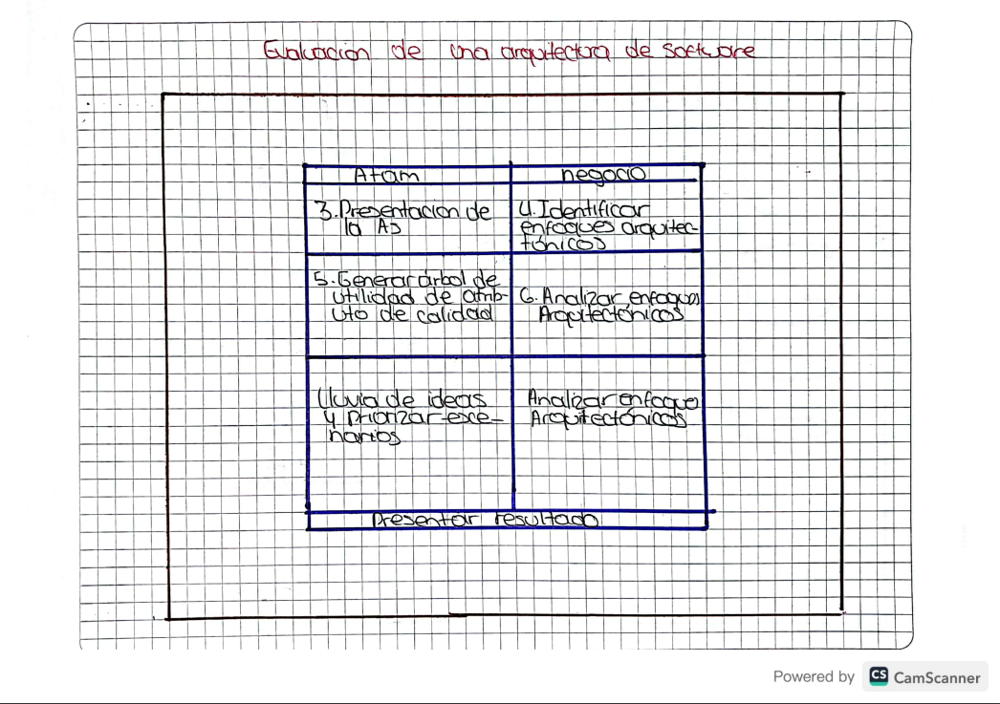 Evaluacion de una arquitectura de Software
Atam
negocio
3.Presentacion de
la AS
4.Identificar
enfoques arquitec-
tónicos
5.Generar árbol de
utilidad de atrib-
uto de calidad
6.Analizar enfoques
Arquitectónicos
lluvia de ideas
y priorizar esce-
narios
Analizar enfoque
Arquitectónicos
Presentar resultado
Powered by CS CamScanner